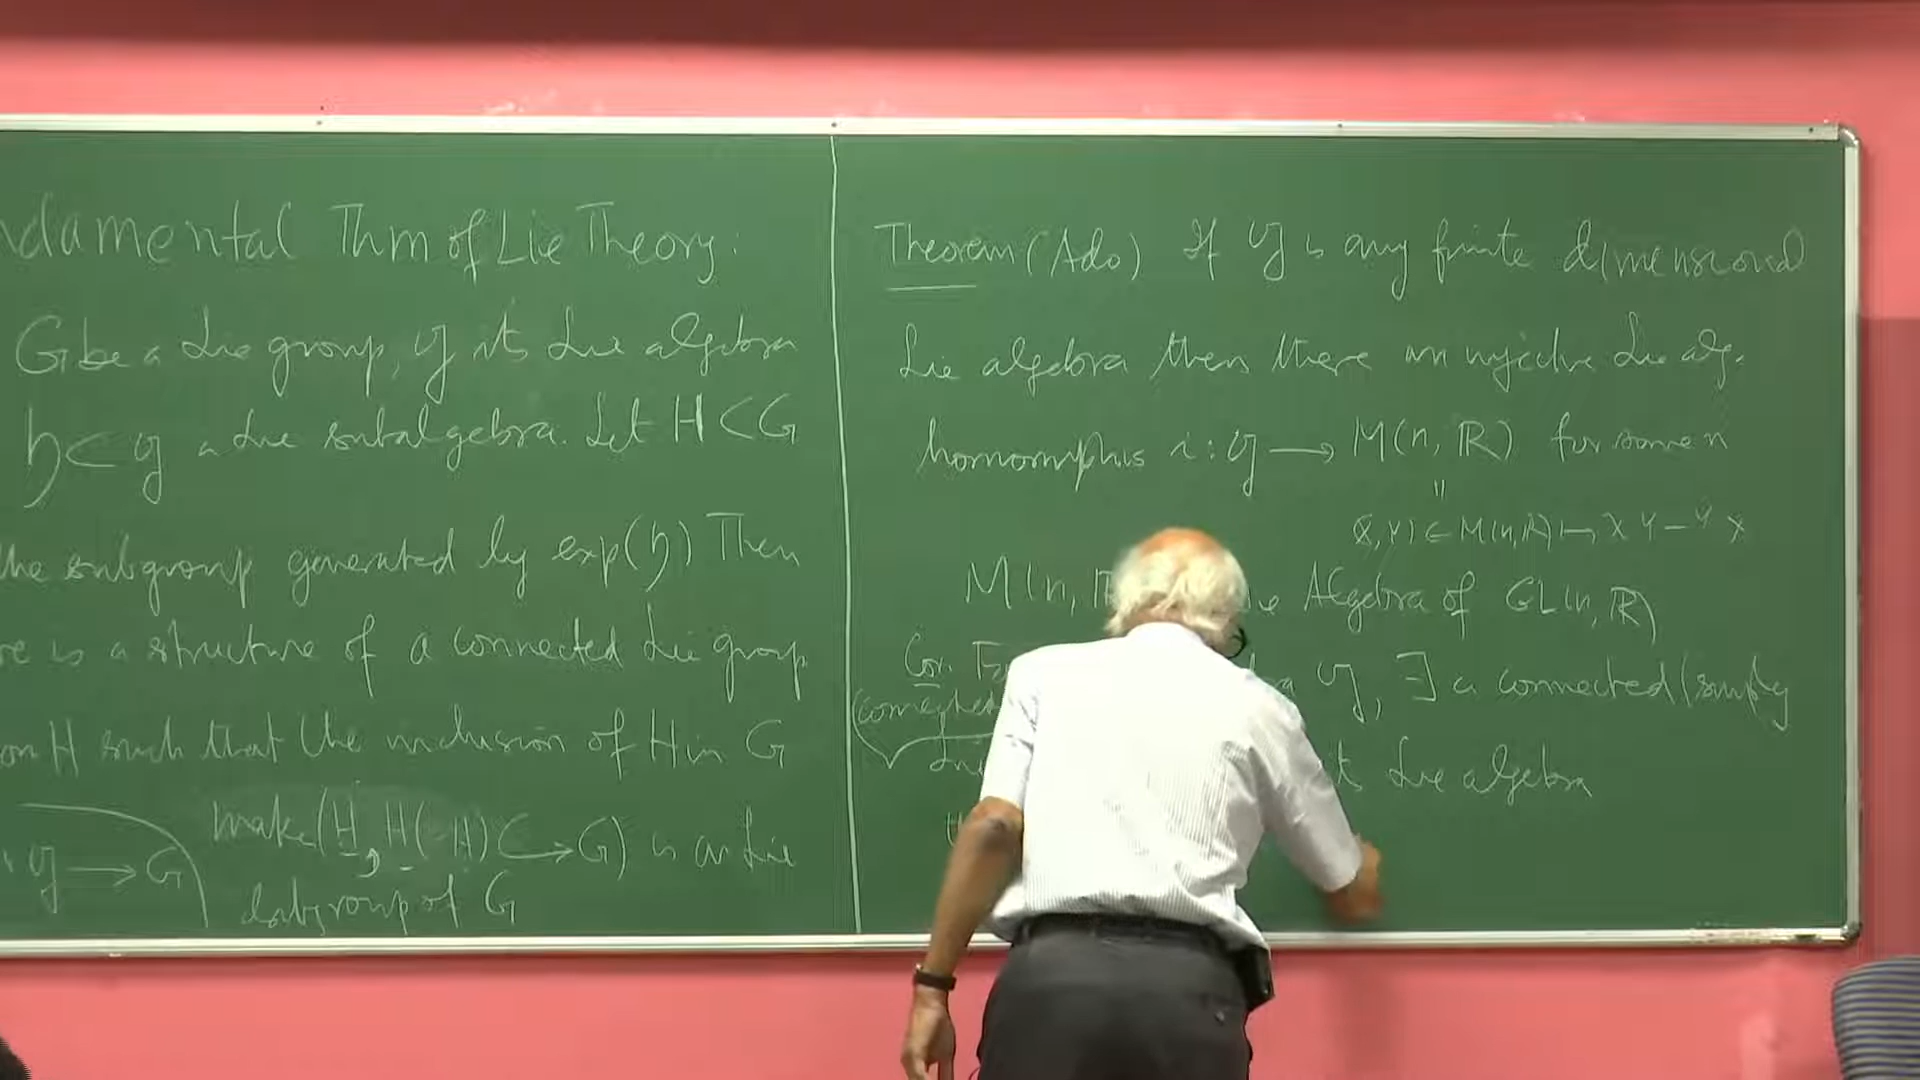 ndamental Thm of Lie Theory:
G be a Lie group, 𝔤 its Lie algebra
𝔥 ⊂ 𝔤 a Lie subalgebra. Let H ⊂ G
the subgroup generated by exp(𝔥) Then
re is a structure of a connected Lie group
on H such that the inclusion of H in G
make (H, H( H) ↪ G) is a Lie
subgroup of G
𝔤 → G
Theorem (Ado) If 𝔤 is any finite dimensional
Lie algebra then there an injective Lie alg.
homomphis i: 𝔤 → M(n, ℝ) for some n
"
(X,Y) ∈ M(n,ℝ) ↦ XY - YX
M(n, ℝ Algebra of GL(n, ℝ)
Cor. 𝔤, ∃ a connected (simply
(connected
Lie algebra